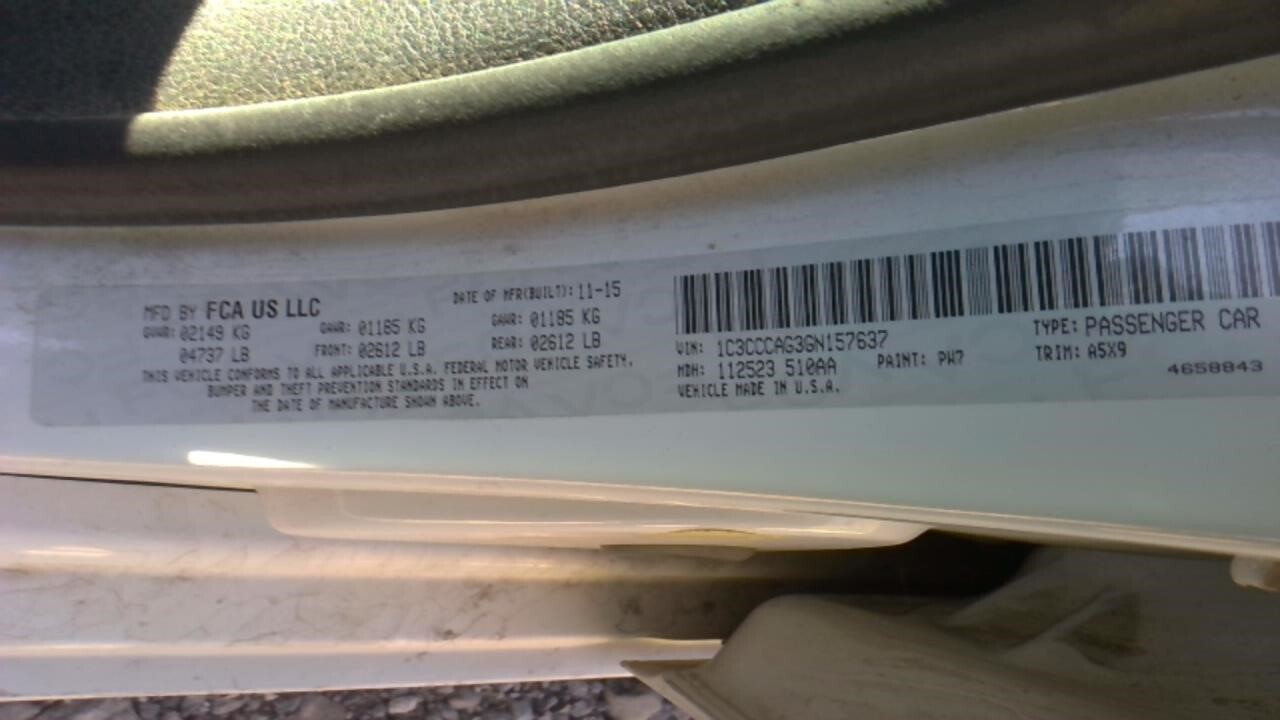 MFD BY FCA US LLC DATE OF MFR(BUILT): 11-15
GVWR: 02149 KG GAWR: 01185 KG GAWR: 01185 KG
04737 LB FRONT: 02612 LB REAR: 02612 LB
THIS VEHICLE CONFORMS TO ALL APPLICABLE U.S.A. FEDERAL MOTOR VEHICLE SAFETY,
BUMPER AND THEFT PREVENTION STANDARDS IN EFFECT ON
THE DATE OF MANUFACTURE SHOWN ABOVE.
VIN: 1C3CCCAG3GN157637 TYPE: PASSENGER CAR
MDH: 112523 510AA PAINT: PW7 TRIM: A5X9
VEHICLE MADE IN U.S.A. 4658843